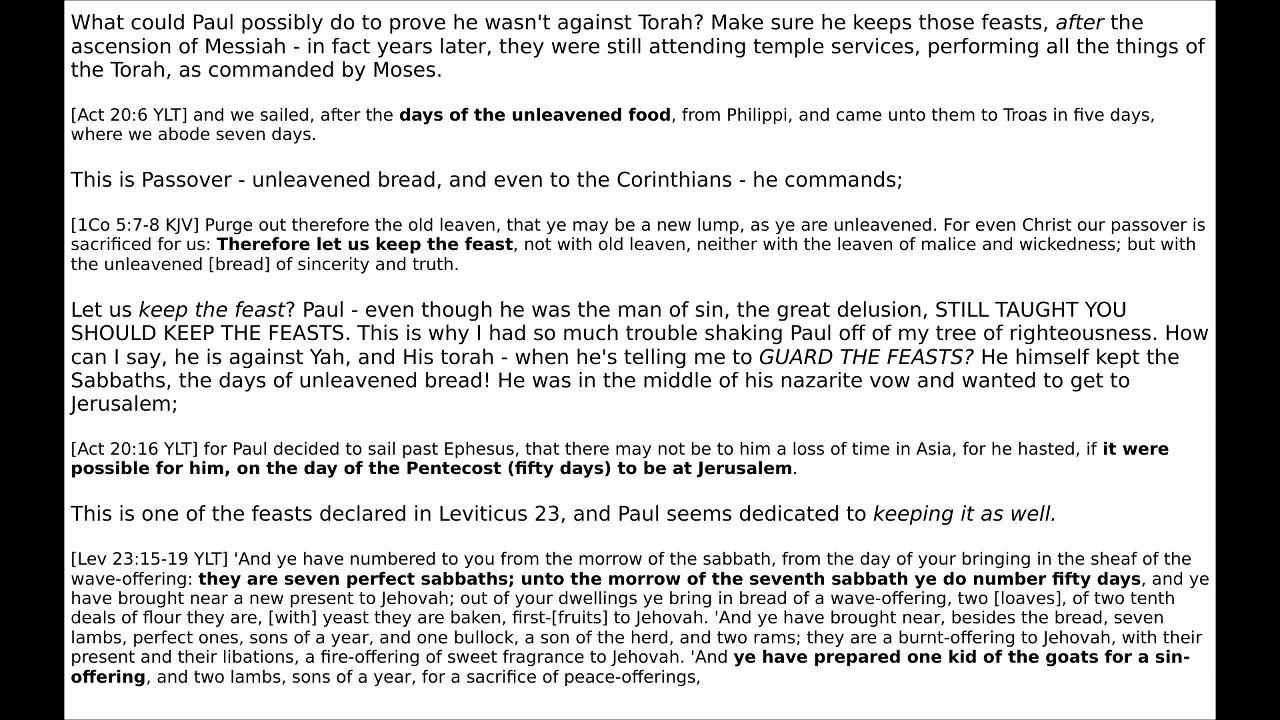 What could Paul possibly do to prove he wasn't against Torah? Make sure he keeps those feasts, after the
ascension of Messiah - in fact years later, they were still attending temple services, performing all the things of
the Torah, as commanded by Moses.
[Act 20:6 YLT] and we sailed, after the days of the unleavened food, from Philippi, and came unto them to Troas in five days,
where we abode seven days.
This is Passover - unleavened bread, and even to the Corinthians - he commands;
[1Co 5:7-8 KJV] Purge out therefore the old leaven, that ye may be a new lump, as ye are unleavened. For even Christ our passover is
sacrificed for us: Therefore let us keep the feast, not with old leaven, neither with the leaven of malice and wickedness; but with
the unleavened [bread] of sincerity and truth.
Let us keep the feast? Paul - even though he was the man of sin, the great delusion, STILL TAUGHT YOU
SHOULD KEEP THE FEASTS. This is why I had so much trouble shaking Paul off of my tree of righteousness. How
can I say, he is against Yah, and His torah - when he's telling me to GUARD THE FEASTS? He himself kept the
Sabbaths, the days of unleavened bread! He was in the middle of his nazarite vow and wanted to get to
Jerusalem;
[Act 20:16 YLT] for Paul decided to sail past Ephesus, that there may not be to him a loss of time in Asia, for he hasted, if it were
possible for him, on the day of the Pentecost (fifty days) to be at Jerusalem.
This is one of the feasts declared in Leviticus 23, and Paul seems dedicated to keeping it as well.
[Lev 23:15-19 YLT] 'And ye have numbered to you from the morrow of the sabbath, from the day of your bringing in the sheaf of the
wave-offering: they are seven perfect sabbaths; unto the morrow of the seventh sabbath ye do number fifty days, and ye
have brought near a new present to Jehovah; out of your dwellings ye bring in bread of a wave-offering, two [loaves], of two tenth
deals of flour they are, [with] yeast they are baken, first-[fruits] to Jehovah. 'And ye have brought near, besides the bread, seven
lambs, perfect ones, sons of a year, and one bullock, a son of the herd, and two rams; they are a burnt-offering to Jehovah, with their
present and their libations, a fire-offering of sweet fragrance to Jehovah. 'And ye have prepared one kid of the goats for a sin-
offering, and two lambs, sons of a year, for a sacrifice of peace-offerings,